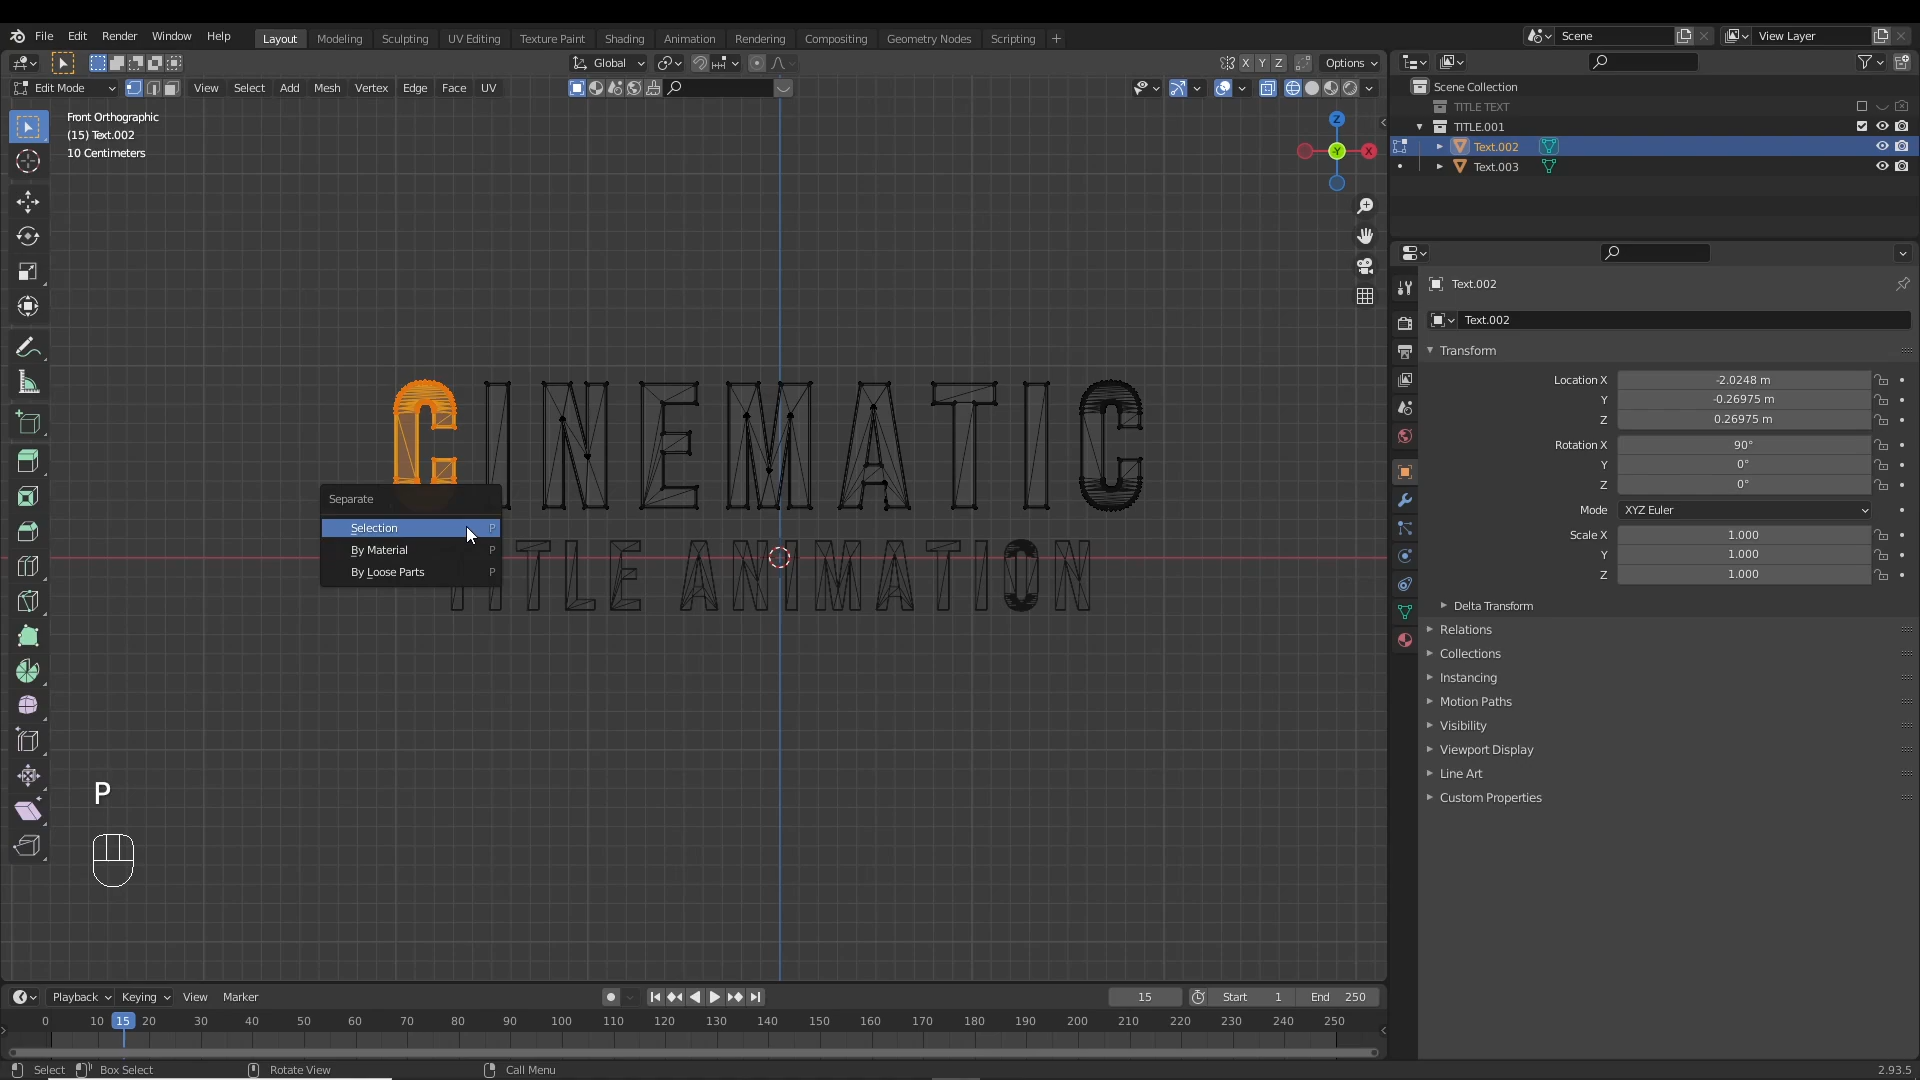 File Edit Render Window Help Layout Modeling Sculpting UV Editing Texture Paint Shading Animation Rendering Compositing Geometry Nodes Scripting + Scene View Layer
Global X Y Z Options
Edit Mode View Select Add Mesh Vertex Edge Face UV
Front Orthographic
(15) Text.002
10 Centimeters
Z
Y
X
CINEMATIC
Separate
Selection P
By Material P
By Loose Parts P
TITLE ANIMATION
P
Scene Collection
TITLE TEXT
TITLE.001
Text.002
Text.003
Text.002
Text.002
Transform
Location X -2.0248 m
Y -0.26975 m
Z 0.26975 m
Rotation X 90°
Y 0°
Z 0°
Mode XYZ Euler
Scale X 1.000
Y 1.000
Z 1.000
Delta Transform
Relations
Collections
Instancing
Motion Paths
Visibility
Viewport Display
Line Art
Custom Properties
Playback Keying View Marker 15 Start 1 End 250
0 10 15 20 30 40 50 60 70 80 90 100 110 120 130 140 150 160 170 180 190 200 210 220 230 240 250
Select Box Select Rotate View Call Menu 2.93.5